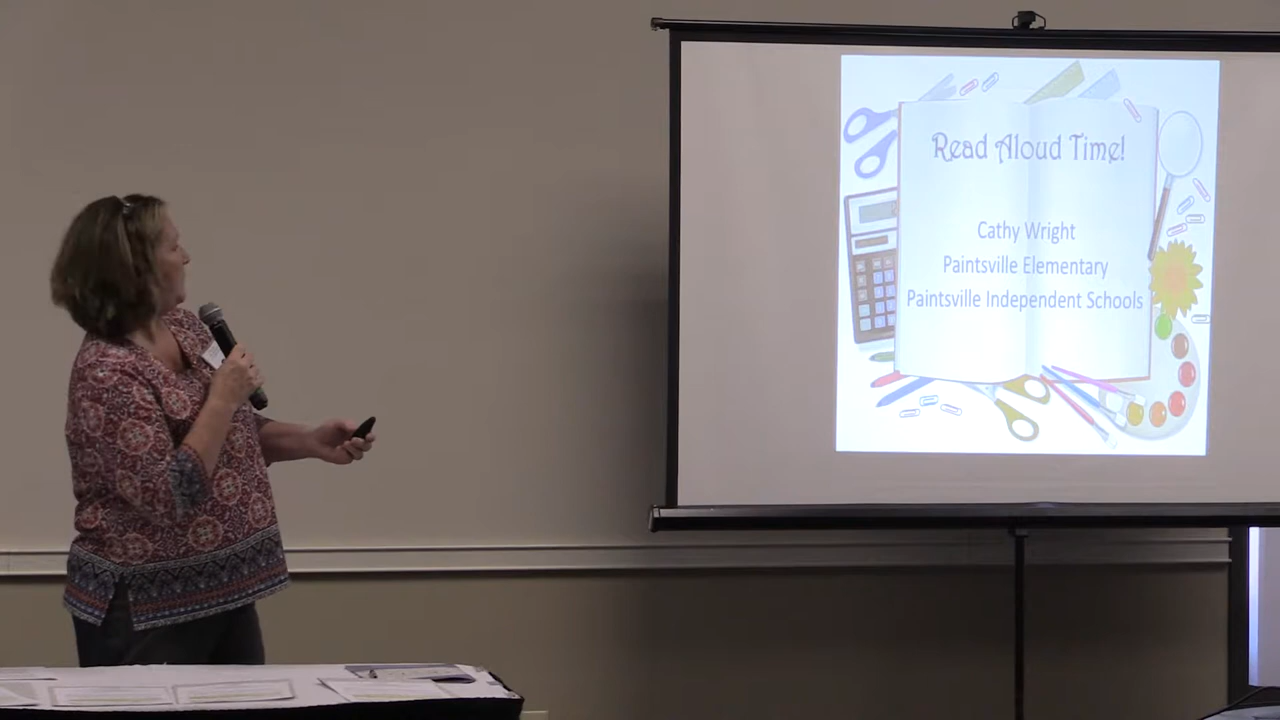 Read Aloud Time!
Cathy Wright
Paintsville Elementary
Paintsville Independent Schools